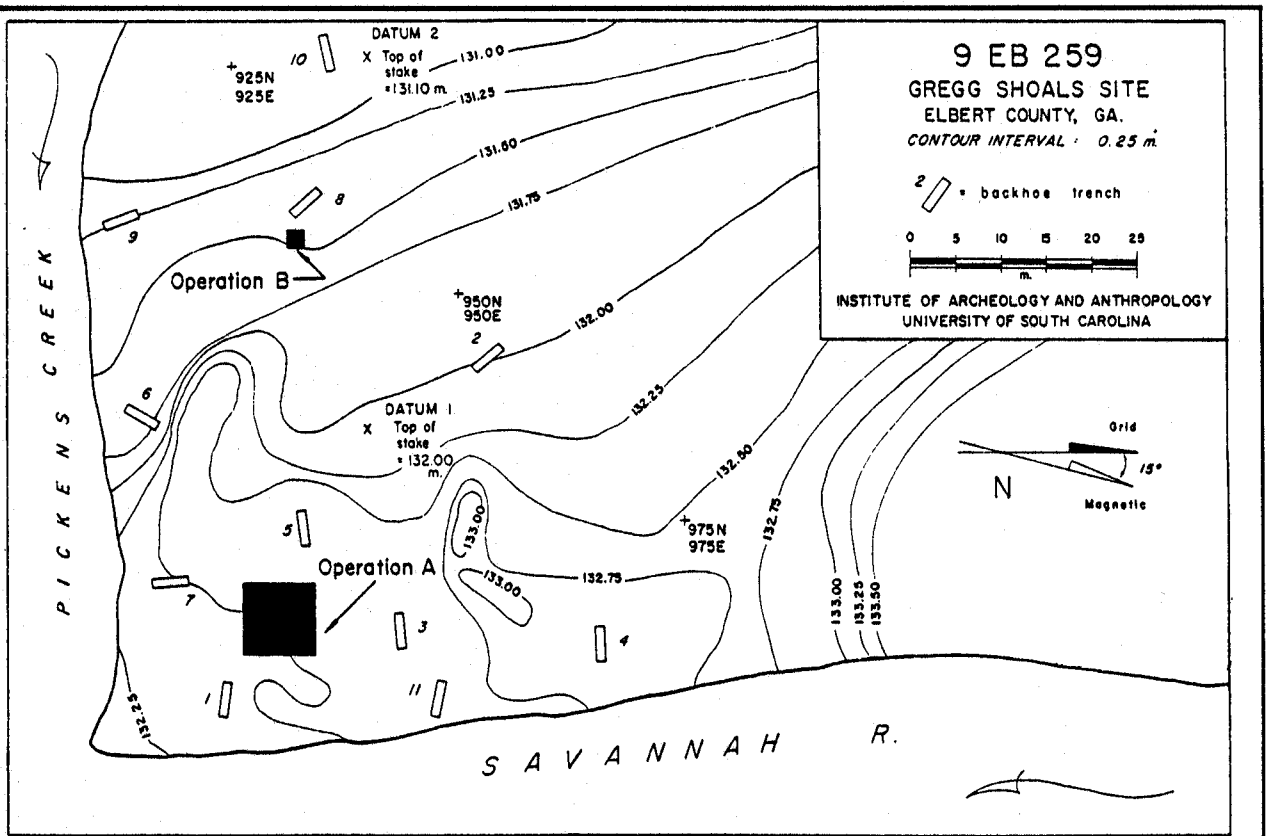 9 EB 259
GREGG SHOALS SITE
ELBERT COUNTY, GA.
CONTOUR INTERVAL : 0.25 m.
2
= backhoe trench
0 5 10 15 20 25
m.
INSTITUTE OF ARCHEOLOGY AND ANTHROPOLOGY
UNIVERSITY OF SOUTH CAROLINA
DATUM 2
X Top of
stake
= 131.10 m.
10
+ 925N
925E
131.00
131.25
131.50
131.75
8
9
Operation B
+ 950N
950E
2
132.00
6
DATUM 1
X Top of
stake
= 132.00
m.
132.25
132.50
Grid
15°
N
Magnetic
+ 975N
975E
132.75
133.00
133.25
133.50
5
133.00
133.00
132.75
Operation A
7
3
4
1
11
132.25
PICKENS CREEK
SAVANNAH R.